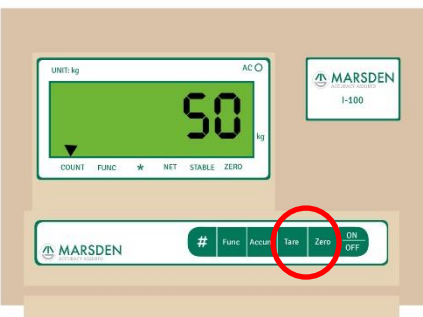 UNIT: kg
AC
50 kg
COUNT FUNC * NET STABLE ZERO
MARSDEN
ACCURACY ASSURED
I-100
MARSDEN
ACCURACY ASSURED
# Func Accum Tare Zero ON
OFF